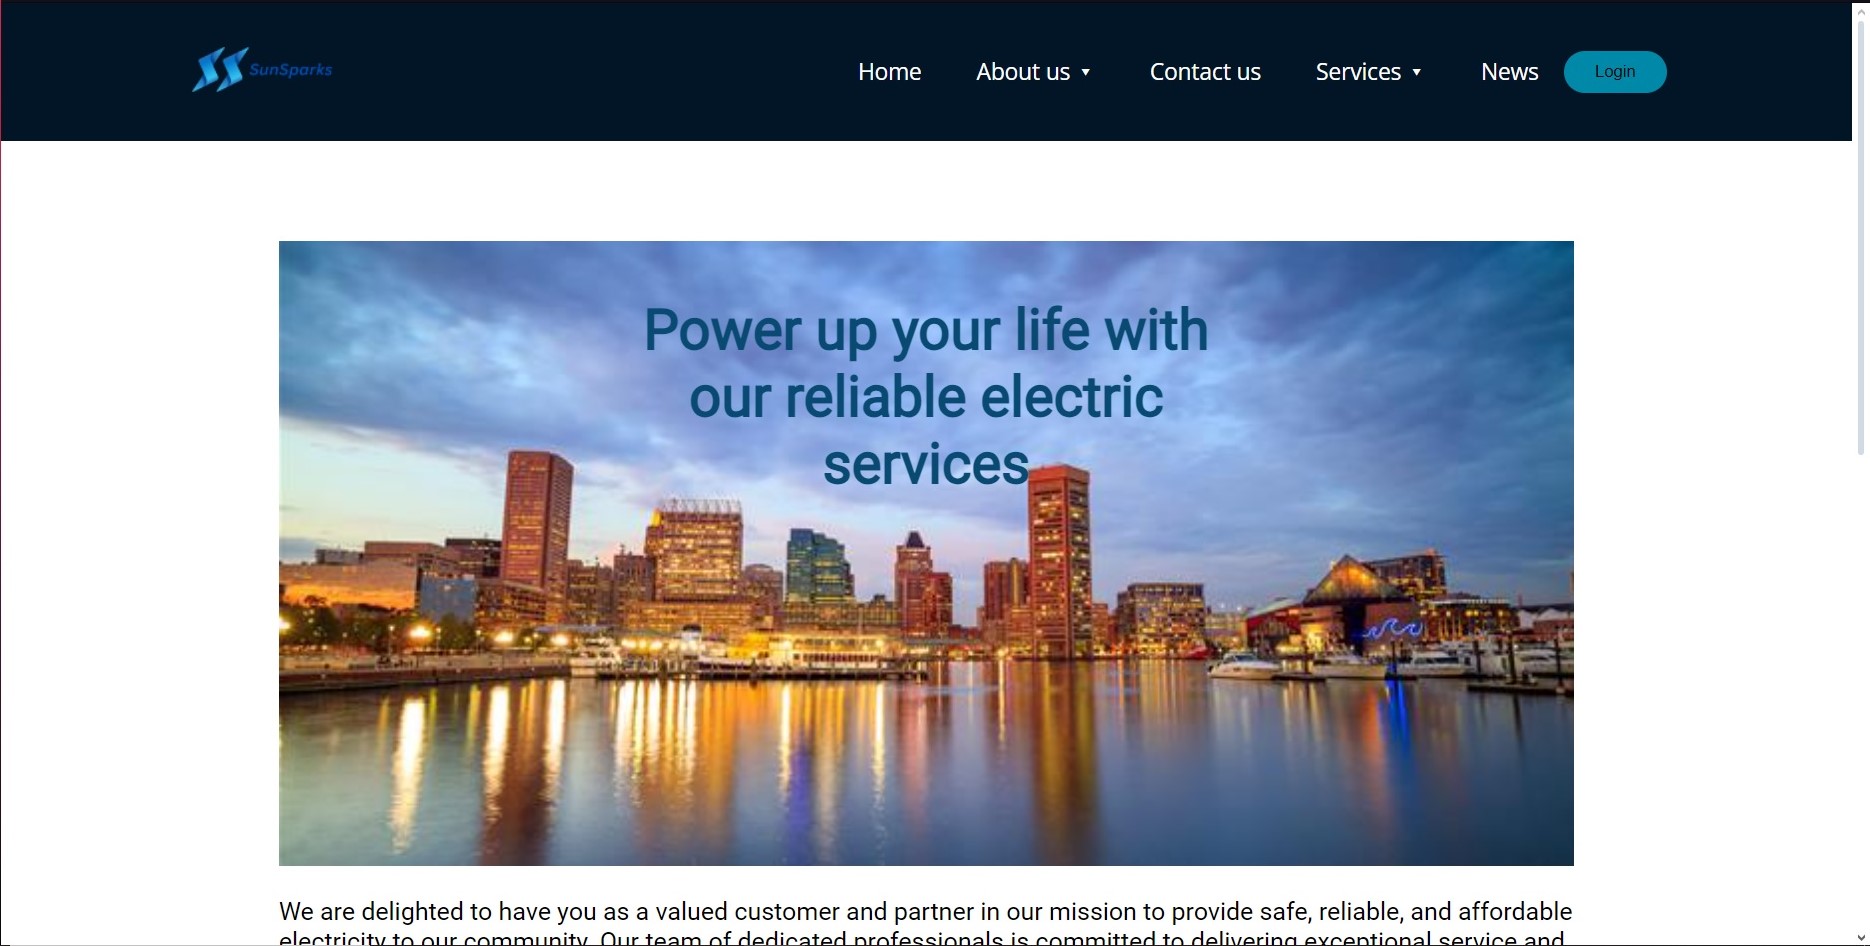 SunSparks
Home
About us
Contact us
Services
News
Login
Power up your life with
our reliable electric
services
We are delighted to have you as a valued customer and partner in our mission to provide safe, reliable, and affordable
electricity to our community. Our team of dedicated professionals is committed to delivering exceptional service and